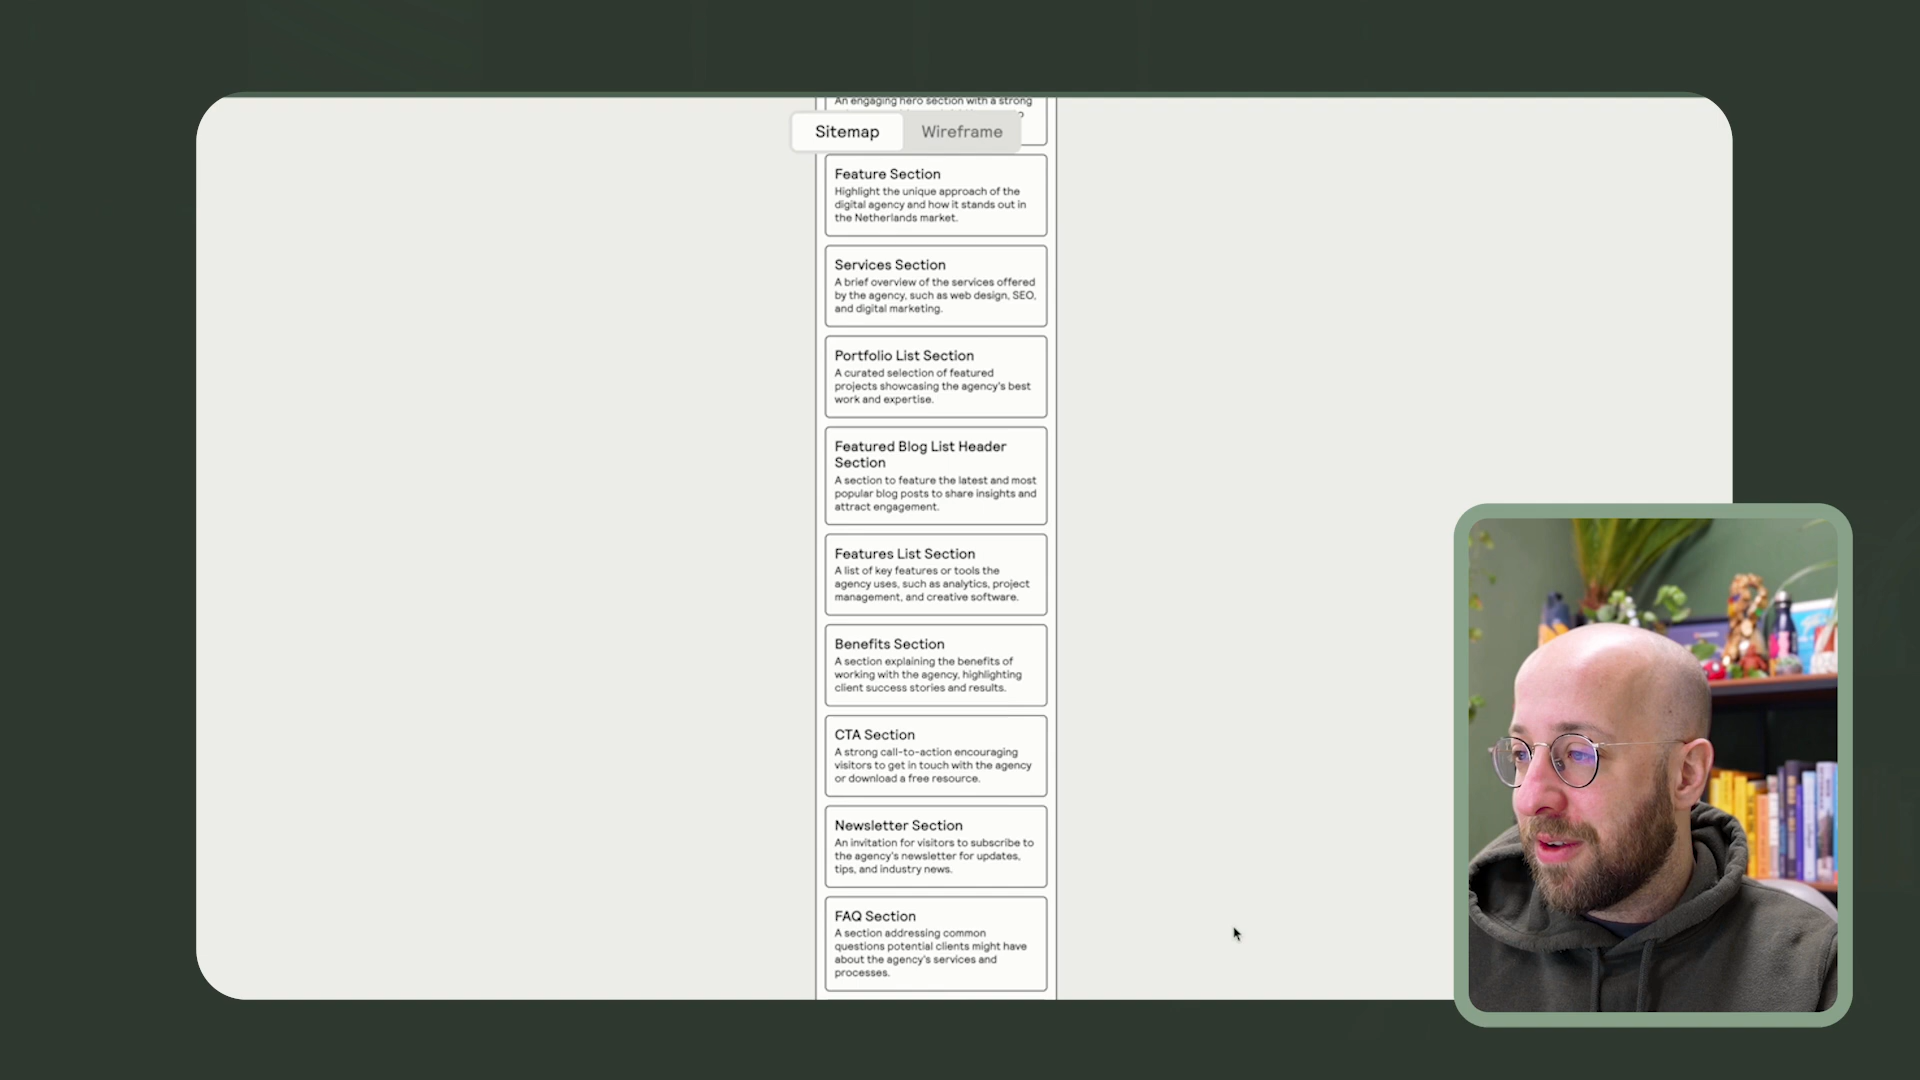 An engaging hero section with a strong
Sitemap
Wireframe
Feature Section
Highlight the unique approach of the
digital agency and how it stands out in
the Netherlands market.
Services Section
A brief overview of the services offered
by the agency, such as web design, SEO,
and digital marketing.
Portfolio List Section
A curated selection of featured
projects showcasing the agency's best
work and expertise.
Featured Blog List Header
Section
A section to feature the latest and most
popular blog posts to share insights and
attract engagement.
Features List Section
A list of key features or tools the
agency uses, such as analytics, project
management, and creative software.
Benefits Section
A section explaining the benefits of
working with the agency, highlighting
client success stories and results.
CTA Section
A strong call-to-action encouraging
visitors to get in touch with the agency
or download a free resource.
Newsletter Section
An invitation for visitors to subscribe to
the agency's newsletter for updates,
tips, and industry news.
FAQ Section
A section addressing common
questions potential clients might have
about the agency's services and
processes.